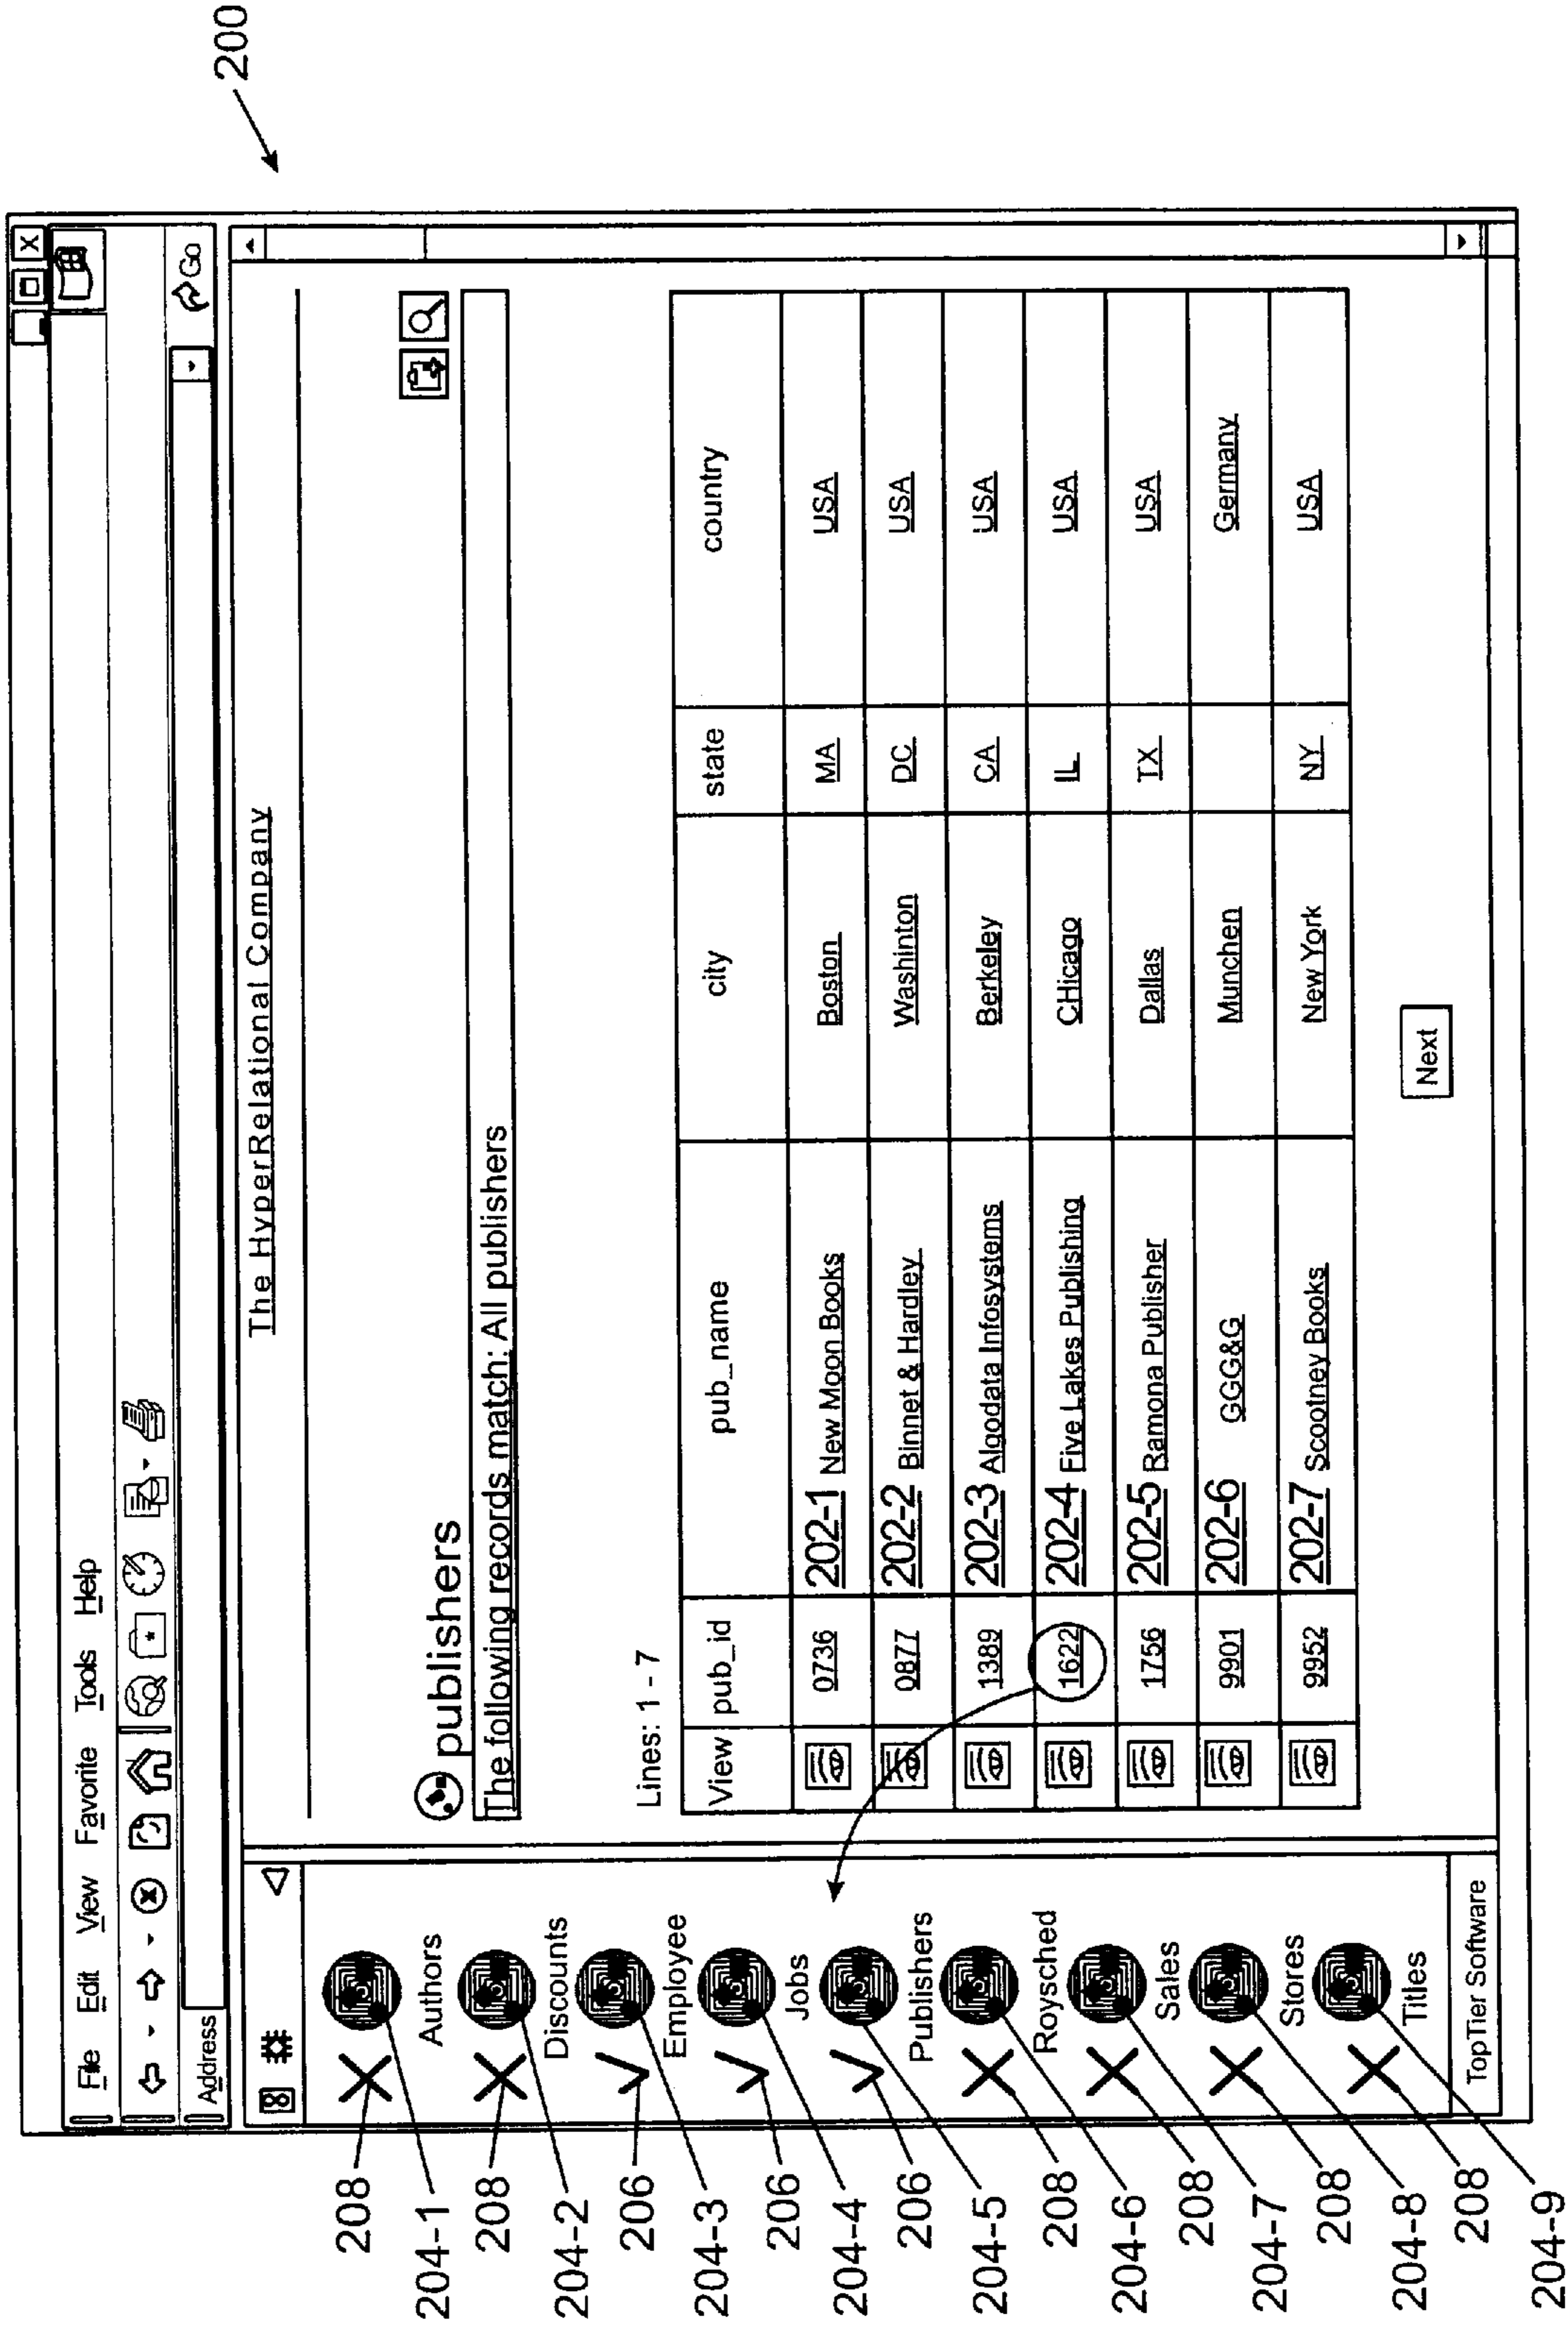 200
File Edit View Favorite Tools Help
Address
Go
The HyperRelational Company
publishers
The following records match: All publishers
Lines: 1 - 7
View pub_id pub_name city state country
0736 202-1 New Moon Books Boston MA USA
0877 202-2 Binnet & Hardley Washinton DC USA
1389 202-3 Algodata Infosystems Berkeley CA USA
1622 202-4 Five Lakes Publishing CHicago IL USA
1756 202-5 Ramona Publisher Dallas TX USA
9901 202-6 GGG&G Munchen Germany
9952 202-7 Scootney Books New York NY USA
Next
Authors
Discounts
Employee
Jobs
Publishers
Roysched
Sales
Stores
Titles
TopTier Software
208
204-1
208
204-2
206
204-3
206
204-4
206
204-5
208
204-6
208
204-7
208
204-8
208
204-9